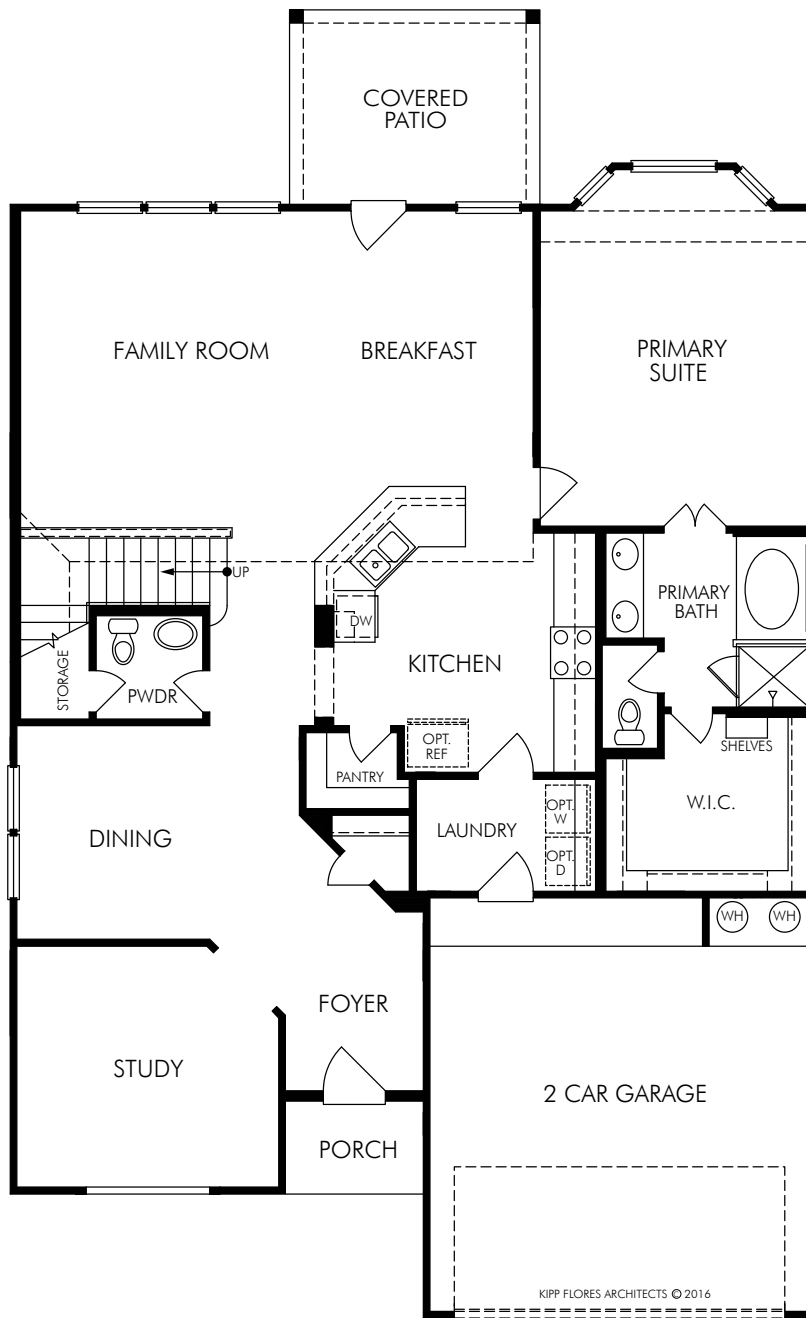 COVERED
PATIO
FAMILY ROOM
BREAKFAST
PRIMARY
SUITE
UP
DW
PRIMARY
BATH
STORAGE
PWDR
KITCHEN
OPT.
REF
PANTRY
SHELVES
W.I.C.
DINING
LAUNDRY
OPT.
W
OPT.
D
WH
WH
FOYER
STUDY
2 CAR GARAGE
PORCH
KIPP FLORES ARCHITECTS © 2016